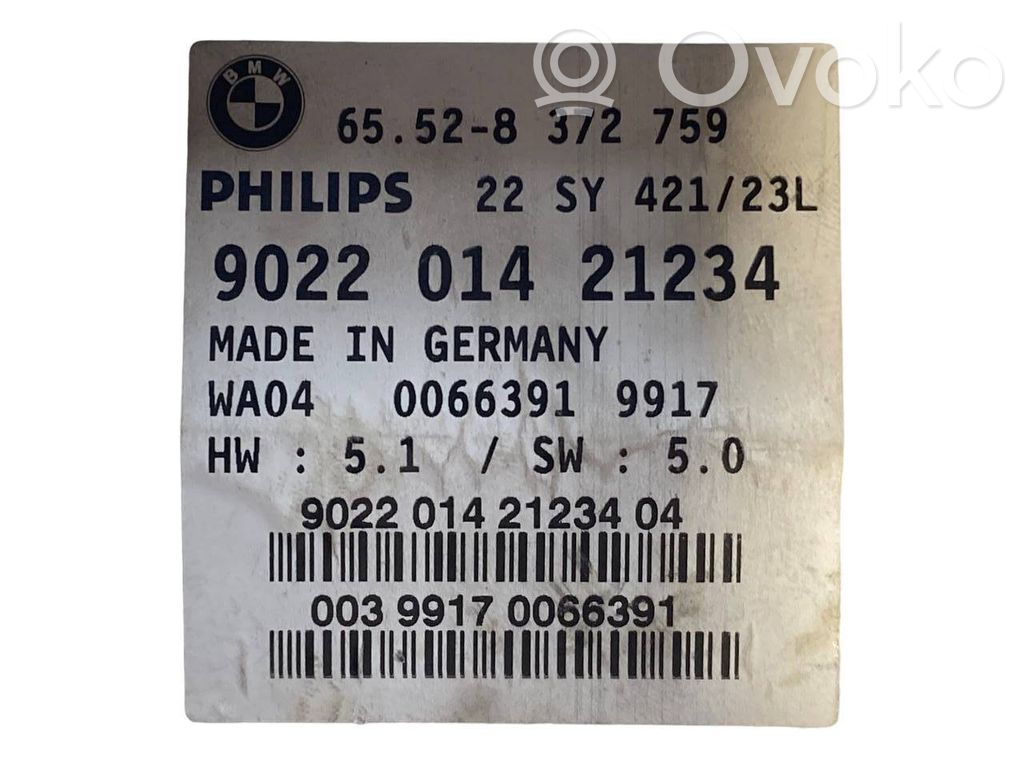 Ovoko
BMW
65.52-8 372 759
PHILIPS 22 SY 421/23L
9022 014 21234
MADE IN GERMANY
WA04 0066391 9917
HW : 5.1 / SW : 5.0
9022 014 21234 04
003 9917 0066391